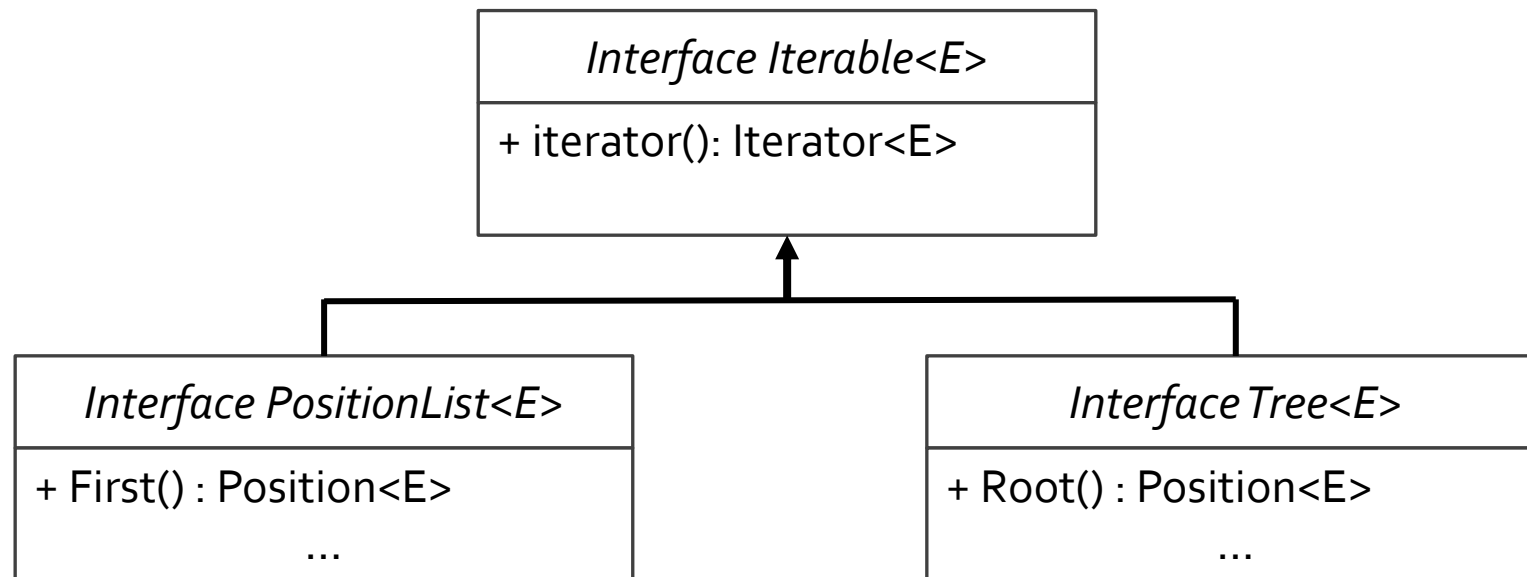 Interface Iterable<E>
+ iterator(): Iterator<E>
Interface PositionList<E>
+ First() : Position<E>
...
Interface Tree<E>
+ Root() : Position<E>
...